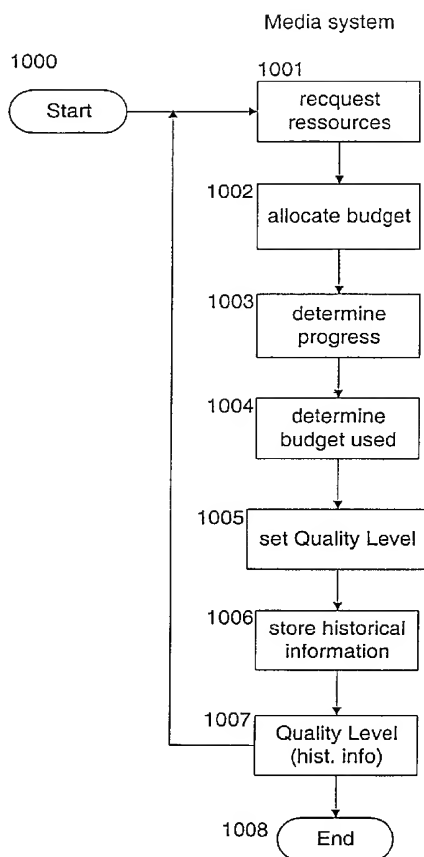 Media system
1000
Start
1001
recquest
ressources
1002
allocate budget
1003
determine
progress
1004
determine
budget used
1005
set Quality Level
1006
store historical
information
1007
Quality Level
(hist. info)
1008
End